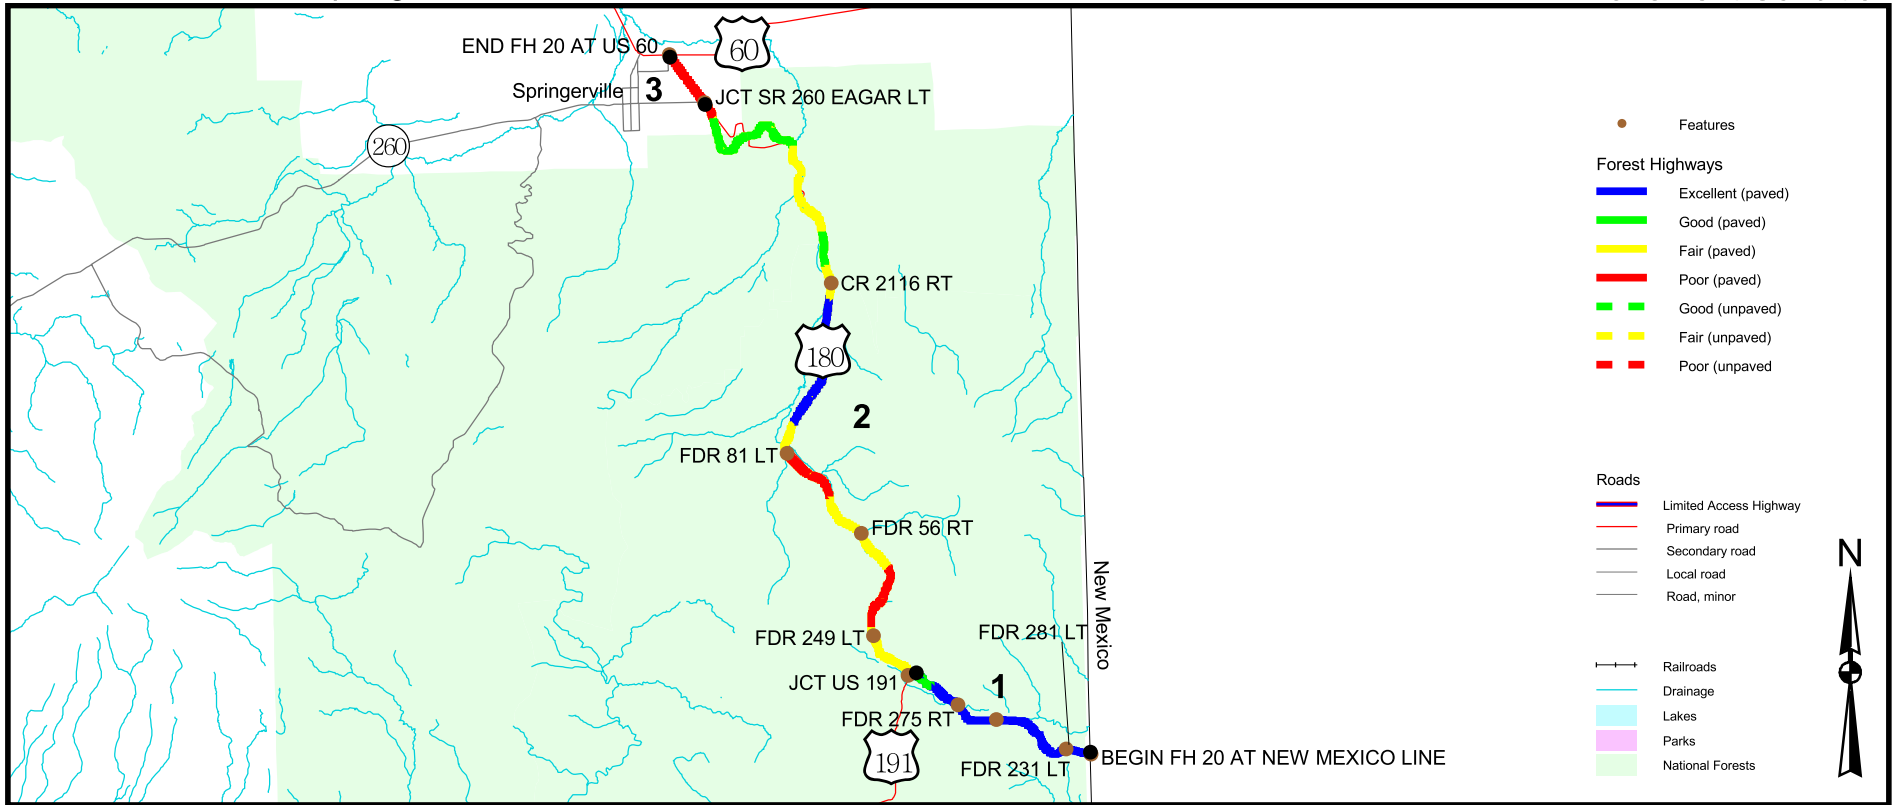 END FH 20 AT US 60
60
Springerville
3
JCT SR 260 EAGAR LT
260
CR 2116 RT
180
2
FDR 81 LT
FDR 56 RT
New Mexico
FDR 281 LT
FDR 249 LT
JCT US 191
1
FDR 275 RT
191
FDR 231 LT
BEGIN FH 20 AT NEW MEXICO LINE
Features
Forest Highways
Excellent (paved)
Good (paved)
Fair (paved)
Poor (paved)
Good (unpaved)
Fair (unpaved)
Poor (unpaved
Roads
Limited Access Highway
Primary road
Secondary road
Local road
Road, minor
Railroads
Drainage
Lakes
Parks
National Forests
N